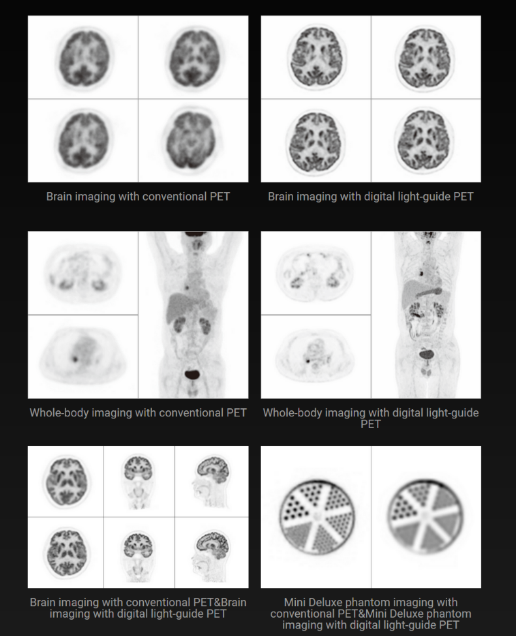 Brain imaging with conventional PET
Brain imaging with digital light-guide PET
Whole-body imaging with conventional PET
Whole-body imaging with digital light-guide
PET
Brain imaging with conventional PET&Brain
imaging with digital light-guide PET
Mini Deluxe phantom imaging with
conventional PET&Mini Deluxe phantom
imaging with digital light-guide PET